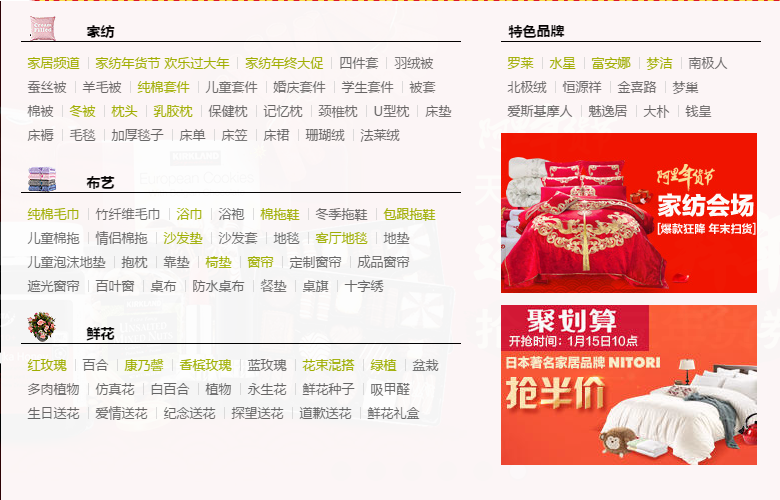 家纺
家居频道 家纺年货节 欢乐过大年 家纺年终大促 四件套 羽绒被
蚕丝被 羊毛被 纯棉套件 儿童套件 婚庆套件 学生套件 被套
棉被 冬被 枕头 乳胶枕 保健枕 记忆枕 颈椎枕 U型枕 床垫
床褥 毛毯 加厚毯子 床单 床笠 床裙 珊瑚绒 法莱绒
布艺
纯棉毛巾 竹纤维毛巾 浴巾 浴袍 棉拖鞋 冬季拖鞋 包跟拖鞋
儿童棉拖 情侣棉拖 沙发垫 沙发套 地毯 客厅地毯 地垫
儿童泡沫地垫 抱枕 靠垫 椅垫 窗帘 定制窗帘 成品窗帘
遮光窗帘 百叶窗 桌布 防水桌布 餐垫 桌旗 十字绣
鲜花
红玫瑰 百合 康乃馨 香槟玫瑰 蓝玫瑰 花束混搭 绿植 盆栽
多肉植物 仿真花 白百合 植物 永生花 鲜花种子 吸甲醛
生日送花 爱情送花 纪念送花 探望送花 道歉送花 鲜花礼盒
特色品牌
罗莱 水星 富安娜 梦洁 南极人
北极绒 恒源祥 金喜路 梦巢
爱斯基摩人 魅逸居 大朴 钱皇
阿里年货节
家纺会场
[爆款狂降 年末扫货]
聚划算
开抢时间：1月15日10点
日本著名家居品牌 NITORI
抢半价